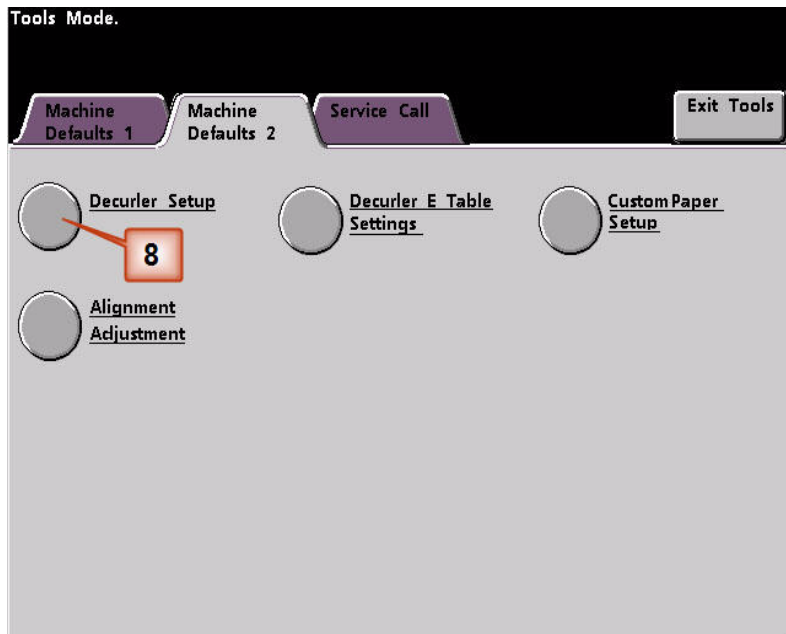 Tools Mode.
Machine
Defaults 1
Machine
Defaults 2
Service Call
Exit Tools
Decurler Setup
Decurler E Table
Settings
Custom Paper
Setup
8
Alignment
Adjustment